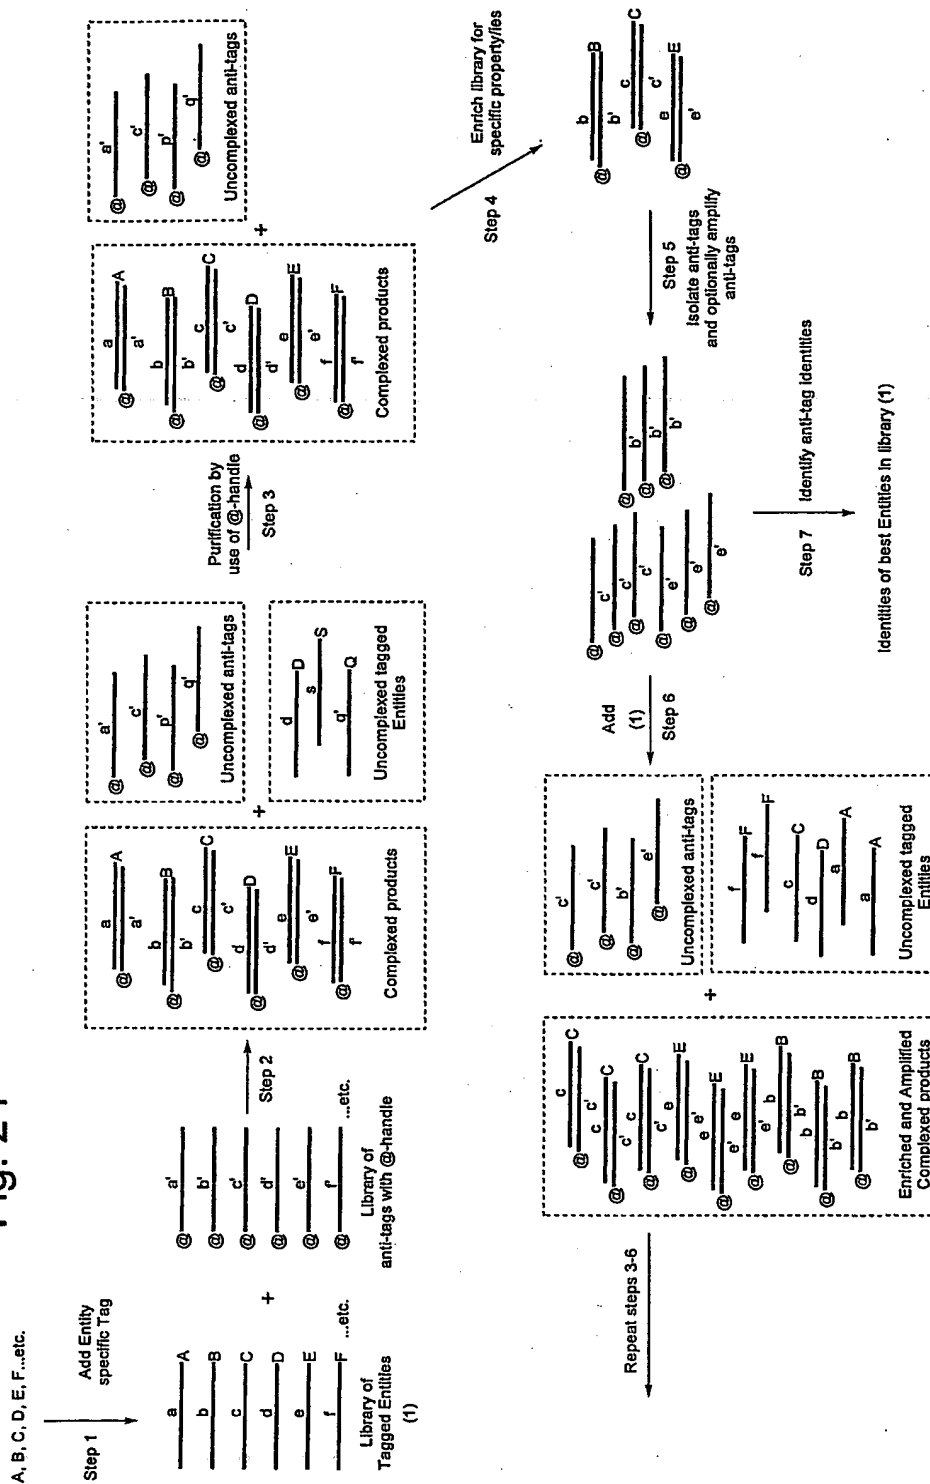 Fig. 21
A, B, C, D, E, F...etc.
Step 1
Add Entity
specific Tag
a
A
b
B
c
C
d
D
e
E
f
F
...etc.
Library of
Tagged Entities
(1)
+
@
a'
@
b'
@
c'
@
d'
@
e'
@
f'
...etc.
Library of
anti-tags with @-handle
Step 2
a
A
@
a'
b
B
@
b'
c
C
@
c'
d
D
@
d'
e
E
@
e'
f
F
@
f'
Complexed products
+
@
a'
@
c'
@
p'
@
q'
Uncomplexed anti-tags
d
D
s
S
q'
Q
Uncomplexed tagged
Entities
Purification by
use of @-handle
Step 3
a
A
@
a'
b
B
@
b'
c
C
@
c'
d
D
@
d'
e
E
@
e'
f
F
@
f'
Complexed products
+
@
a'
@
c'
@
p'
@
q'
Uncomplexed anti-tags
Step 4
Enrich library for
specific property/ies
b
B
@
b'
c
C
@
c'
e
E
@
e'
Step 5
Isolate anti-tags
and optionally amplify
anti-tags
@
c'
@
c'
@
c'
@
e'
@
e'
@
e'
@
b'
@
b'
@
b'
Step 7
Identify anti-tag identities
Identities of best Entities in library (1)
Add
(1)
Step 6
c
C
@
c'
c
C
@
c'
c
C
@
c'
e
E
@
e'
e
E
@
e'
e
E
@
e'
b
B
@
b'
b
B
@
b'
b
B
@
b'
Enriched and Amplified
Complexed products
+
@
c'
@
c'
@
b'
@
e'
Uncomplexed anti-tags
f
F
f
F
c
C
d
D
a
A
a
A
Uncomplexed tagged
Entities
Repeat steps 3-6